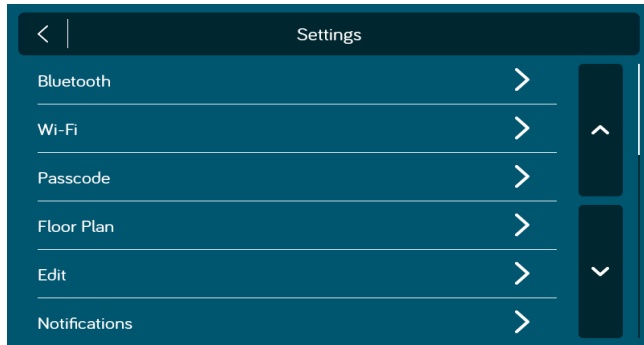 Settings
Bluetooth
Wi-Fi
Passcode
Floor Plan
Edit
Notifications